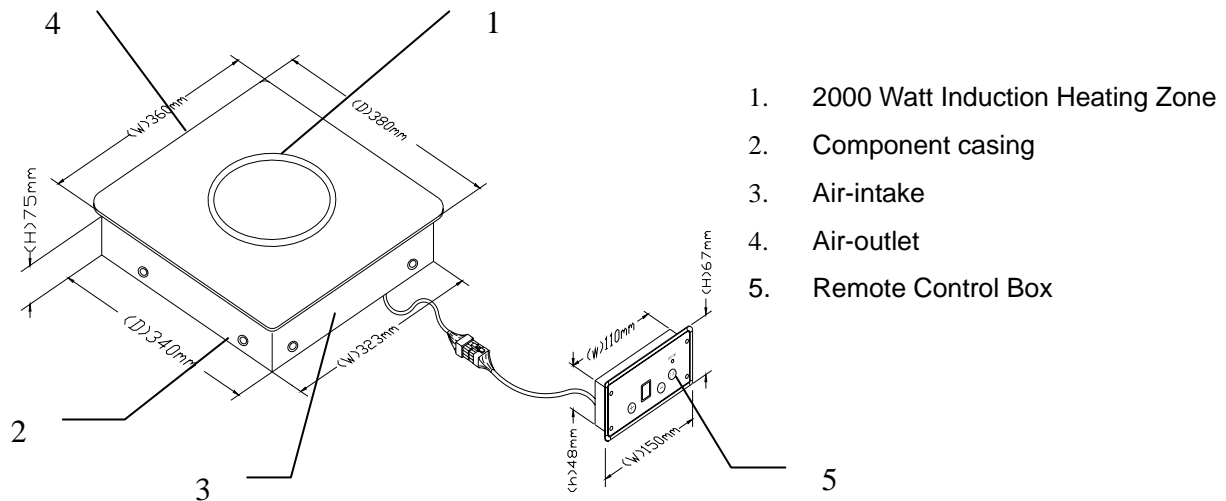 4
1
(W)360mm
(D)380mm
(H)75mm
(D)340mm
(W)323mm
2
3
(W)110mm
(H)67mm
(h)48mm
(W)150mm
5
1. 2000 Watt Induction Heating Zone
2. Component casing
3. Air-intake
4. Air-outlet
5. Remote Control Box